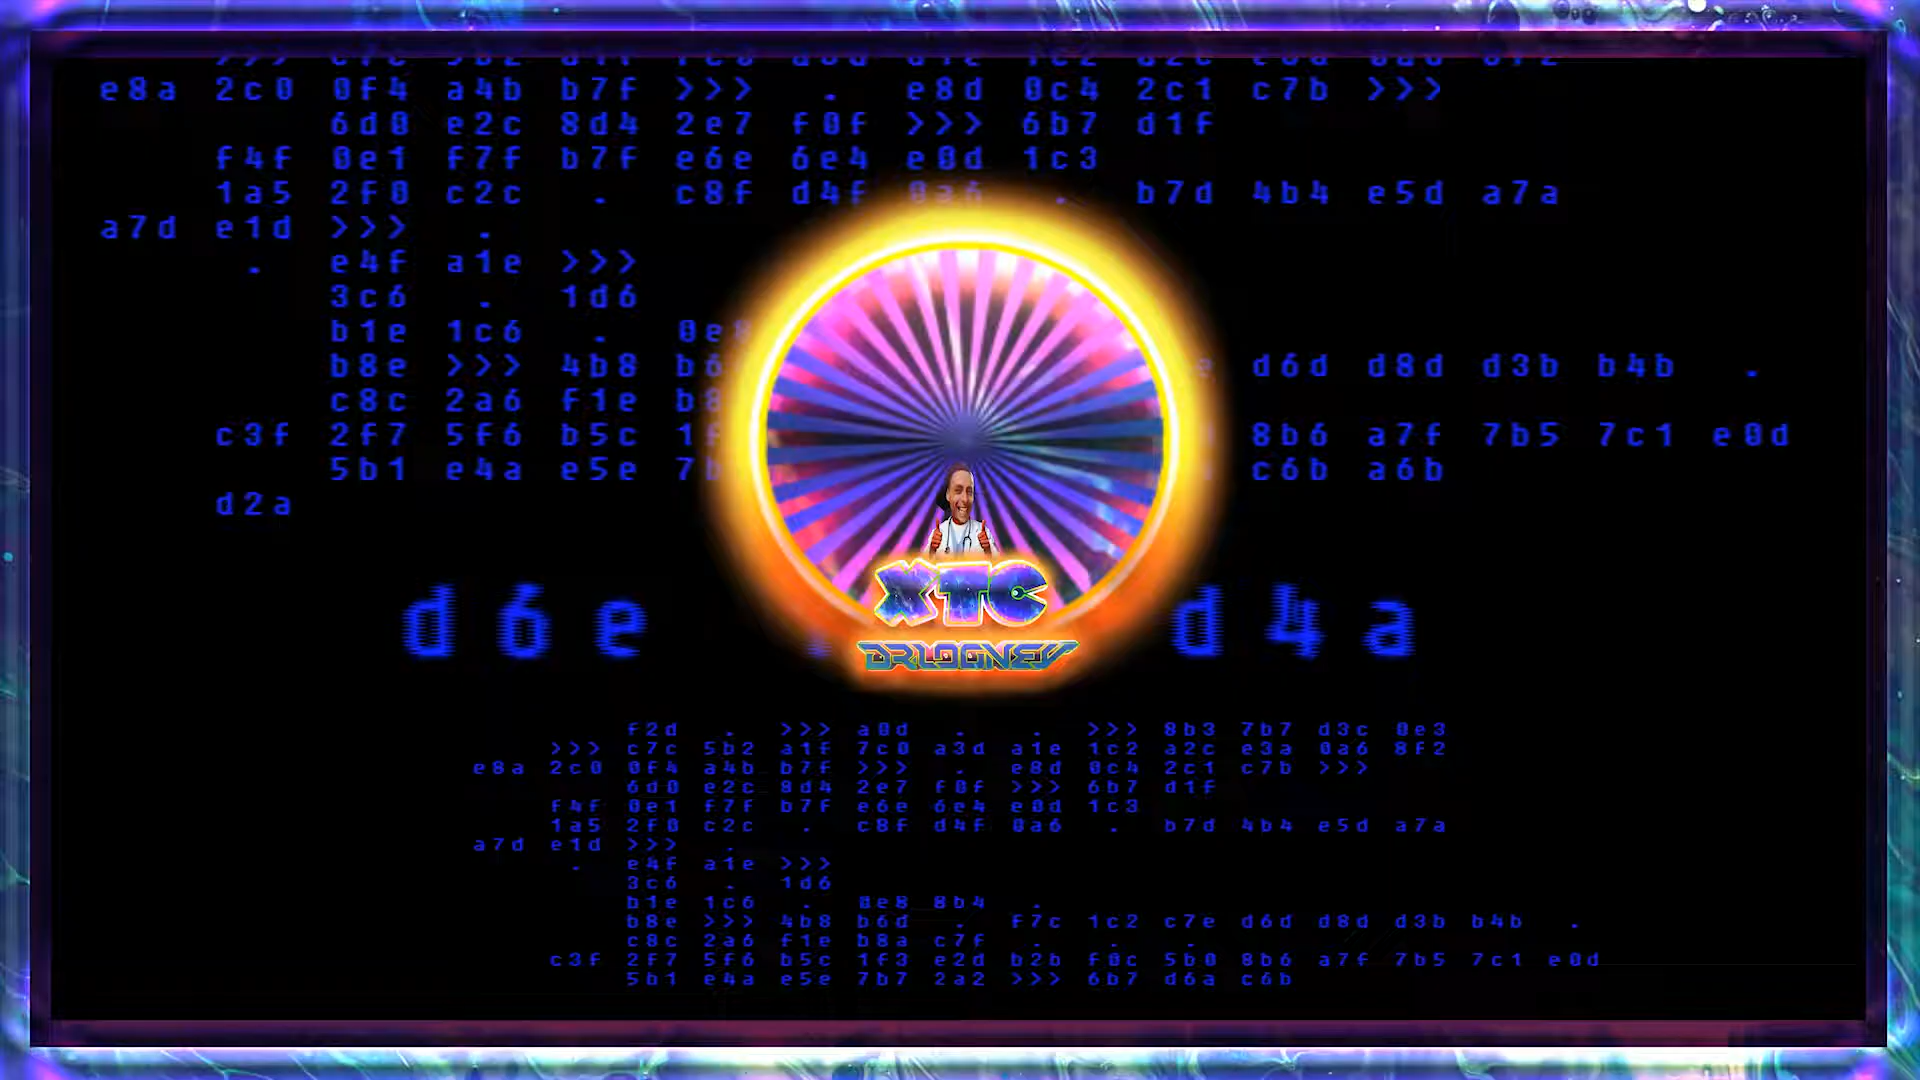 e8a 2c0 0f4 a4b b7f >>> . e8d 0c4 2c1 c7b >>>
6d0 e2c 8d4 2e7 f0f >>> 6b7 d1f
f4f 0e1 f7f b7f e6e 6e4 e0d 1c3
1a5 2f0 c2c . c8f d4f 0a6 . b7d 4b4 e5d a7a
a7d e1d >>> .
. e4f a1e >>>
3c6 . 1d6
b1e 1c6 . 0e8
b8e >>> 4b8 b6 d6d d8d d3b b4b .
c8c 2a6 f1e b8
c3f 2f7 5f6 b5c 1f 8b6 a7f 7b5 7c1 e0d
5b1 e4a e5e 7b c6b a6b
d2a
XTC
DRLOGNEV
d6e . d4a
f2d . >>> a0d . . >>> 8b3 7b7 d3c 0e3
>>> c7c 5b2 a1f 7c0 a3d a1e 1c2 a2c e3a 0a6 8f2
e8a 2c0 0f4 a4b b7f >>> . e8d 0c4 2c1 c7b >>>
6d0 e2c 8d4 2e7 f0f >>> 6b7 d1f
f4f 0e1 f7f b7f e6e 6e4 e0d 1c3
1a5 2f0 c2c . c8f d4f 0a6 . b7d 4b4 e5d a7a
a7d e1d >>> .
. e4f a1e >>>
3c6 . 1d6
b1e 1c6 . 0e8 8b4 .
b8e >>> 4b8 b6d . f7c 1c2 c7e d6d d8d d3b b4b .
c8c 2a6 f1e b8a c7f . . .
c3f 2f7 5f6 b5c 1f3 e2d b2b f0c 5b0 8b6 a7f 7b5 7c1 e0d
5b1 e4a e5e 7b7 2a2 >>> 6b7 d6a c6b